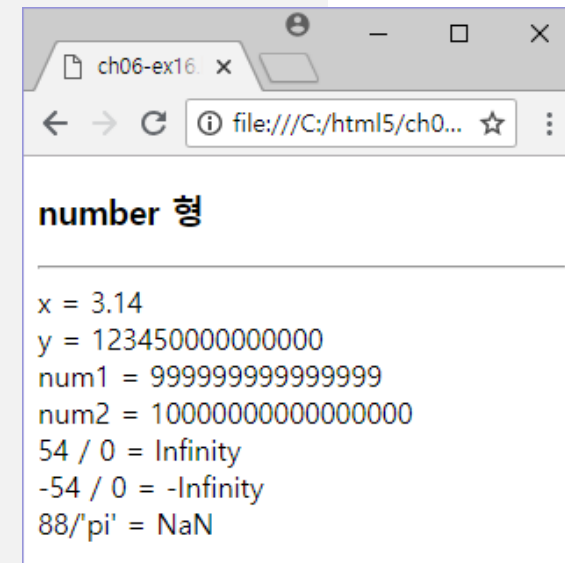 ch06-ex16.
file:///C:/html5/ch0...
number 형
x = 3.14
y = 123450000000000
num1 = 999999999999999
num2 = 10000000000000000
54 / 0 = Infinity
-54 / 0 = -Infinity
88/'pi' = NaN